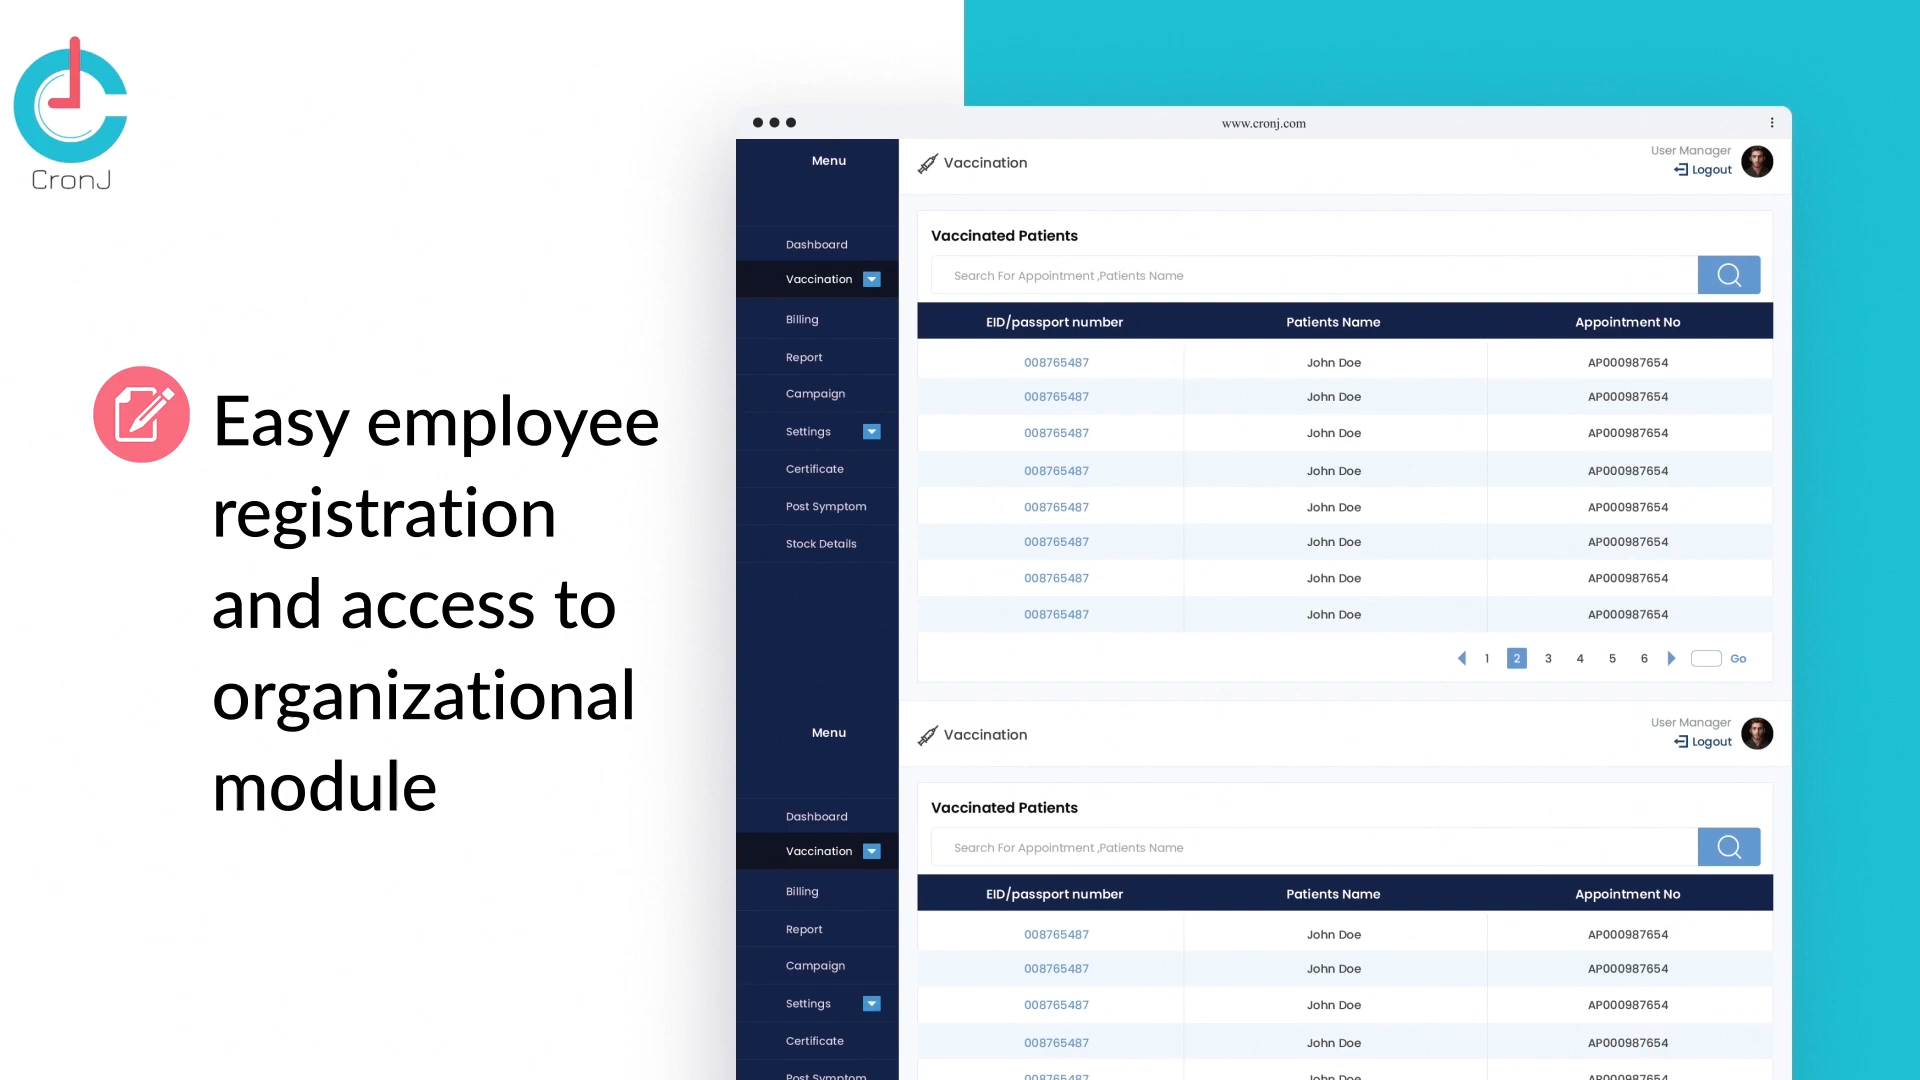 CronJ
Easy employee
registration
and access to
organizational
module
www.cronj.com
Menu
Dashboard
Vaccination
Billing
Report
Campaign
Settings
Certificate
Post Symptom
Stock Details
Vaccination
User Manager
Logout
Vaccinated Patients
Search For Appointment ,Patients Name
EID/passport number Patients Name Appointment No
008765487 John Doe AP000987654
008765487 John Doe AP000987654
008765487 John Doe AP000987654
008765487 John Doe AP000987654
008765487 John Doe AP000987654
008765487 John Doe AP000987654
008765487 John Doe AP000987654
008765487 John Doe AP000987654
1 2 3 4 5 6 Go
Menu
Dashboard
Vaccination
Billing
Report
Campaign
Settings
Certificate
Post Symptom
Vaccination
User Manager
Logout
Vaccinated Patients
Search For Appointment ,Patients Name
EID/passport number Patients Name Appointment No
008765487 John Doe AP000987654
008765487 John Doe AP000987654
008765487 John Doe AP000987654
008765487 John Doe AP000987654
008765487 John Doe AP000987654